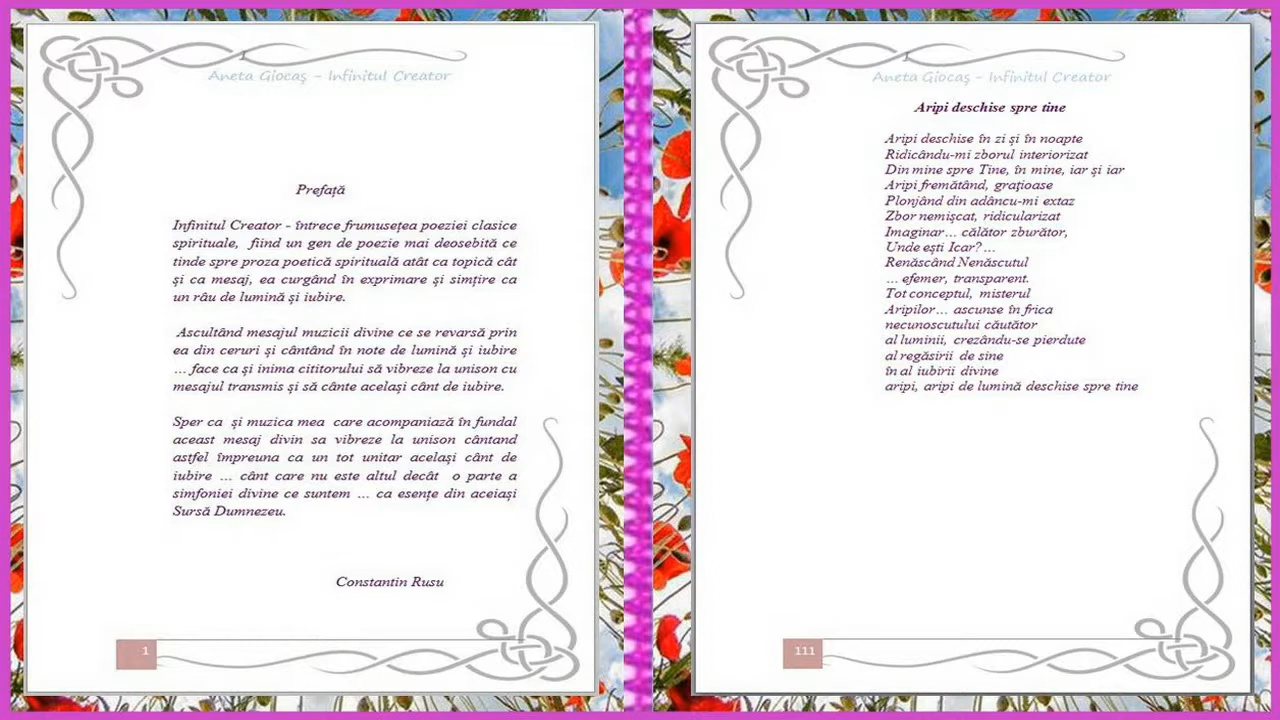 Aneta Giocaş - Infinitul Creator
Prefaţă
Infinitul Creator - întrece frumuseţea poeziei clasice
spirituale, fiind un gen de poezie mai deosebită ce
tinde spre proza poetică spirituală atât ca topică cât
şi ca mesaj, ea curgând în exprimare şi simţire ca
un râu de lumină şi iubire.
Ascultând mesajul muzicii divine ce se revarsă prin
ea din ceruri şi cântând în note de lumină şi iubire
... face ca şi inima cititorului să vibreze la unison cu
mesajul transmis şi să cânte acelaşi cânt de iubire.
Sper ca şi muzica mea care acompaniază în fundal
aceast mesaj divin sa vibreze la unison cântand
astfel împreuna ca un tot unitar acelaşi cânt de
iubire ... cânt care nu este altul decât o parte a
simfoniei divine ce suntem ... ca esenţe din aceiaşi
Sursă Dumnezeu.
Constantin Rusu
1
Aneta Giocaş - Infinitul Creator
Aripi deschise spre tine
Aripi deschise în zi şi în noapte
Ridicându-mi zborul interiorizat
Din mine spre Tine, în mine, iar şi iar
Aripi fremătând, graţioase
Plonjând din adâncu-mi extaz
Zbor nemişcat, ridicularizat
Imaginar... călător zburător,
Unde eşti Icar? ...
Renăscând Nenăscutul
... efemer, transparent.
Tot conceptul, misterul
Aripilor... ascunse în frica
necunoscutului căutător
al luminii, crezându-se pierdute
al regăsirii de sine
în al iubirii divine
aripi, aripi de lumină deschise spre tine
111